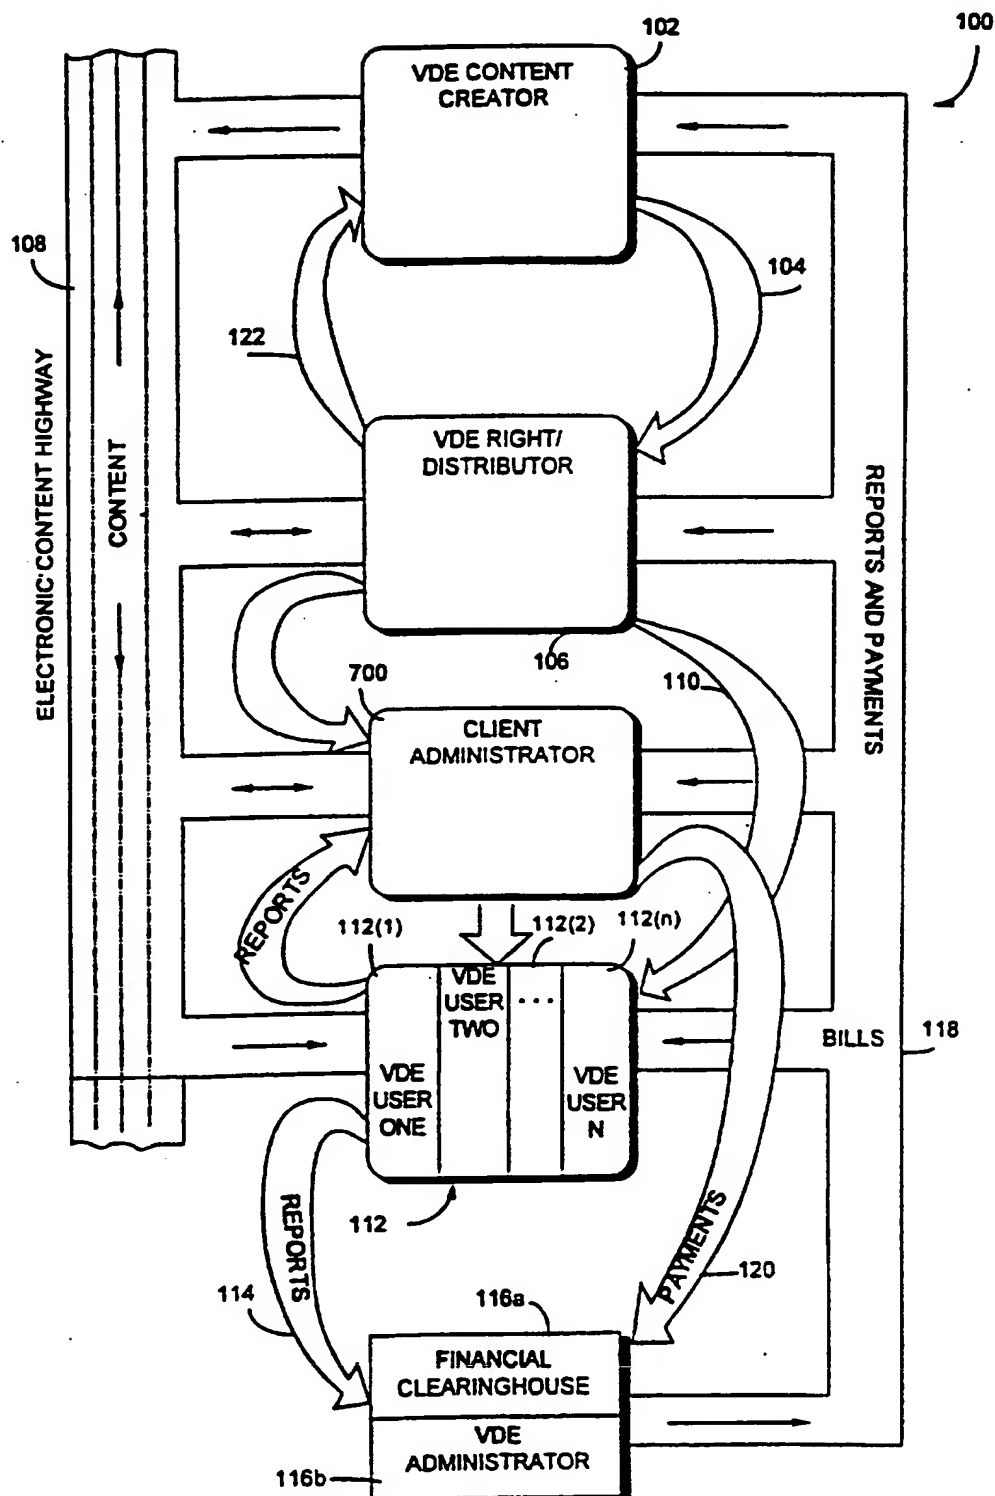 102
100
VDE CONTENT
CREATOR
108
104
122
ELECTRONIC CONTENT HIGHWAY
CONTENT
VDE RIGHT/
DISTRIBUTOR
REPORTS AND PAYMENTS
106
700
110
CLIENT
ADMINISTRATOR
REPORTS
112(1)
112(2)
112(n)
VDE
USER
TWO
...
BILLS
118
VDE
USER
ONE
VDE
USER
N
112
REPORTS
PAYMENTS
114
120
116a
FINANCIAL
CLEARINGHOUSE
VDE
ADMINISTRATOR
116b